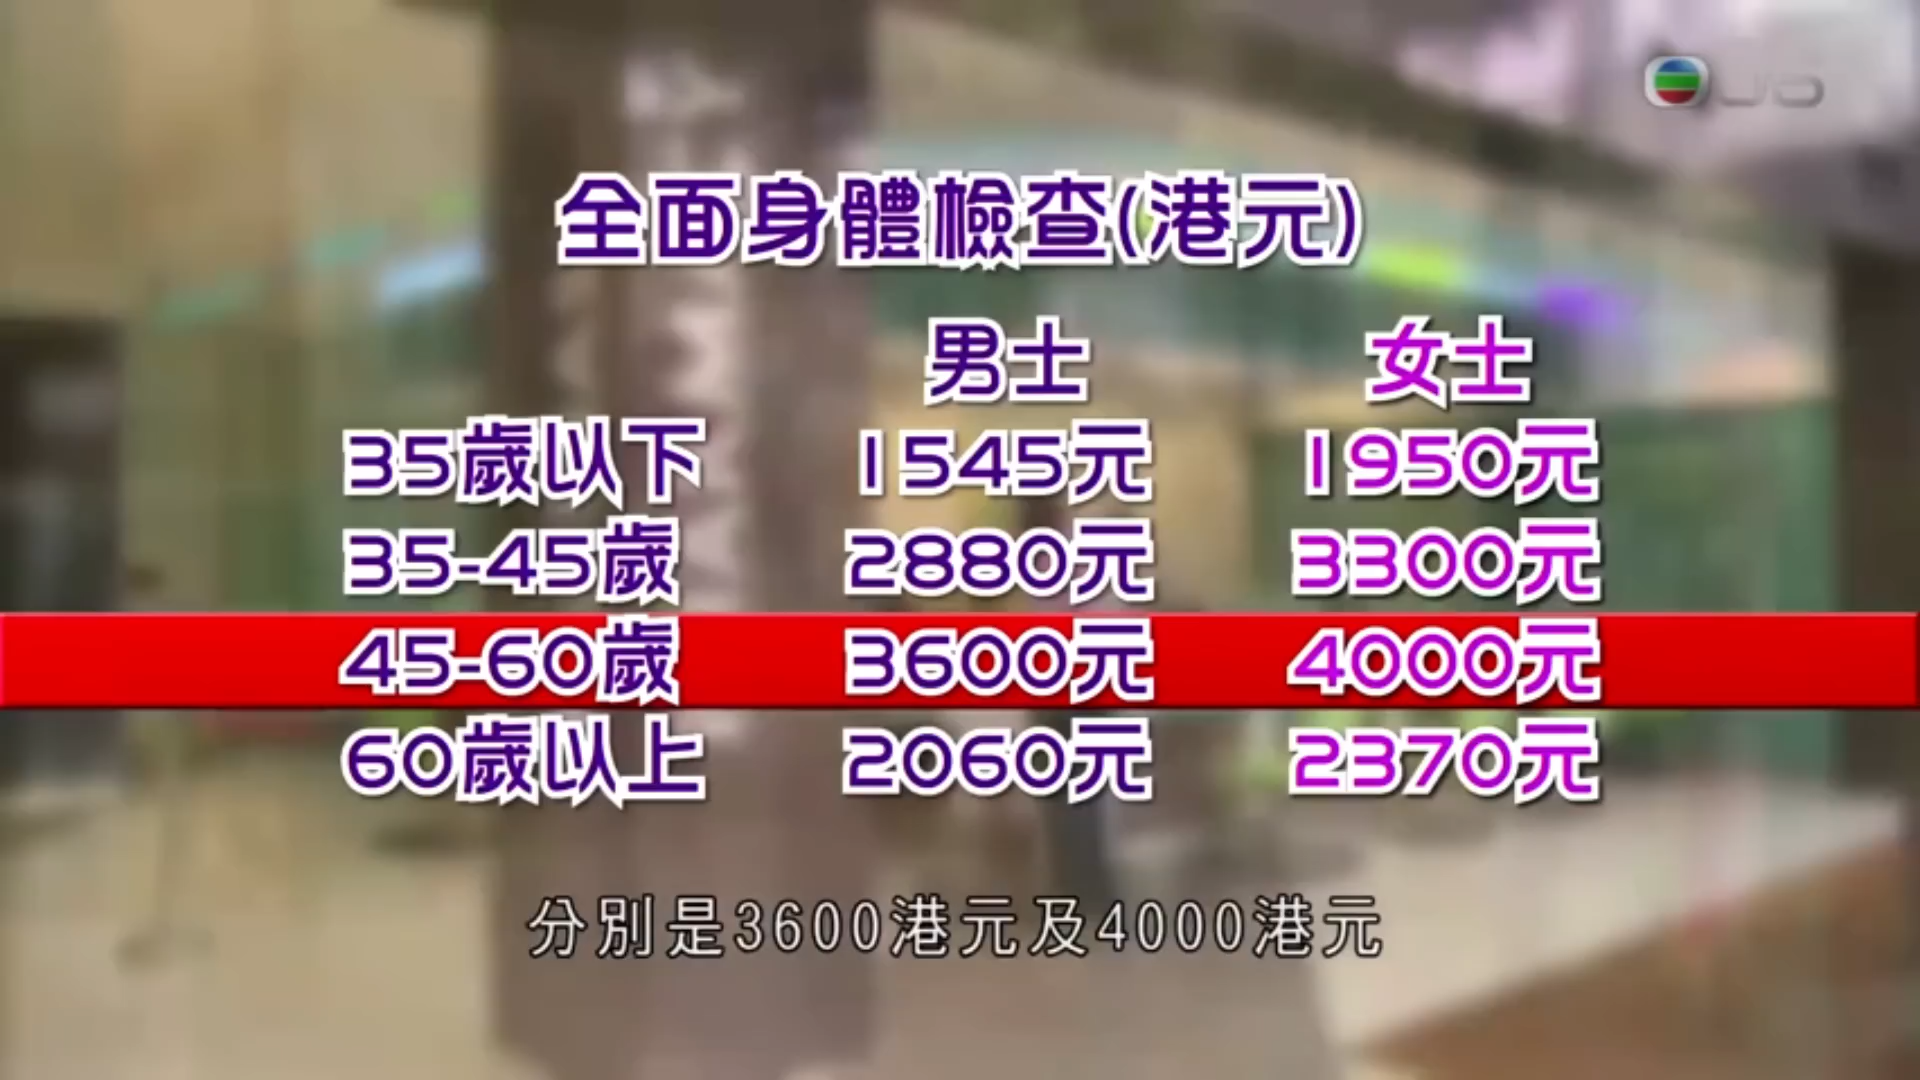 全面身體檢查(港元)
男士 女士
35歲以下 1545元 1950元
35-45歲 2880元 3300元
45-60歲 3600元 4000元
60歲以上 2060元 2370元
分別是3600港元及4000港元